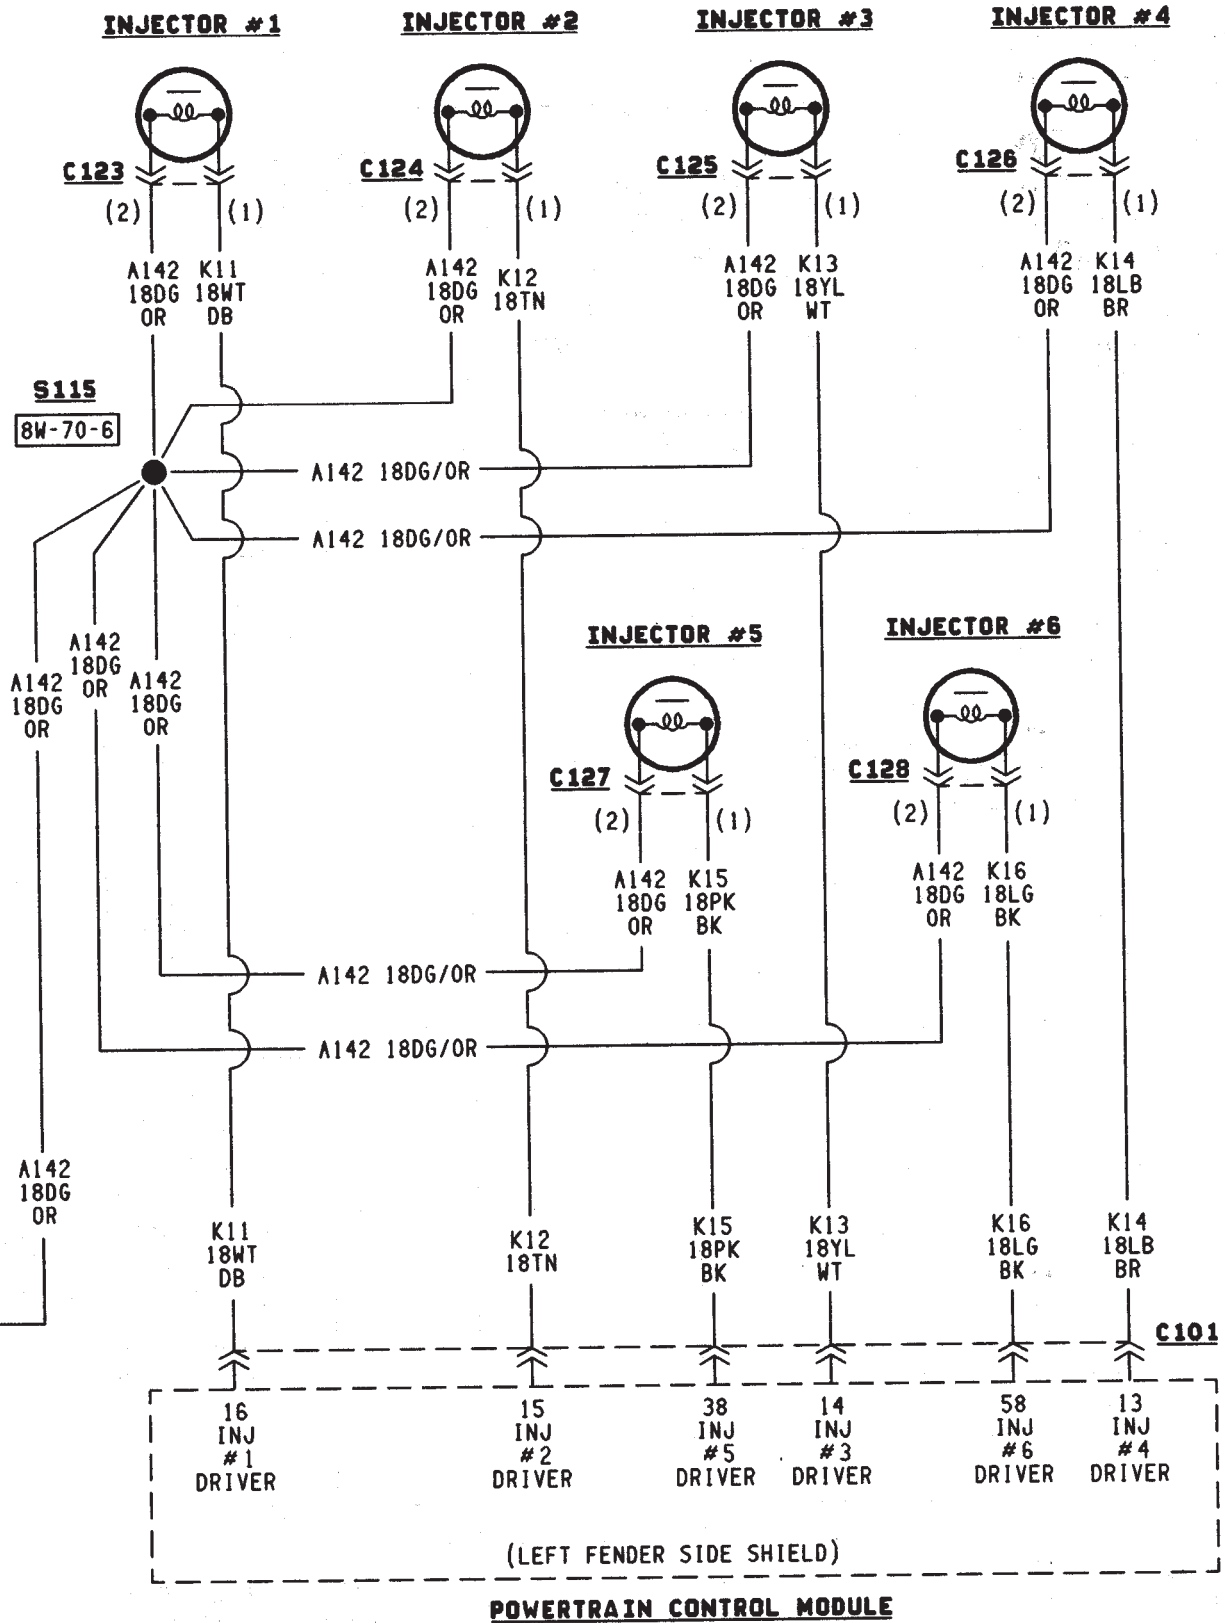 INJECTOR #1
INJECTOR #2
INJECTOR #3
INJECTOR #4
C123
C124
C125
C126
(2)
(1)
(2)
(1)
(2)
(1)
(2)
(1)
A142
18DG
OR
K11
18WT
DB
A142
18DG
OR
K12
18TN
A142
18DG
OR
K13
18YL
WT
A142
18DG
OR
K14
18LB
BR
S115
8W-70-6
A142 18DG/OR
A142 18DG/OR
INJECTOR #5
INJECTOR #6
A142
18DG
OR
A142
18DG
OR
A142
18DG
OR
C127
C128
(2)
(1)
(2)
(1)
A142
18DG
OR
K15
18PK
BK
A142
18DG
OR
K16
18LG
BK
A142 18DG/OR
A142 18DG/OR
A142
18DG
OR
K11
18WT
DB
K12
18TN
K15
18PK
BK
K13
18YL
WT
K16
18LG
BK
K14
18LB
BR
C101
16
INJ
#1
DRIVER
15
INJ
#2
DRIVER
38
INJ
#5
DRIVER
14
INJ
#3
DRIVER
58
INJ
#6
DRIVER
13
INJ
#4
DRIVER
(LEFT FENDER SIDE SHIELD)
POWERTRAIN CONTROL MODULE